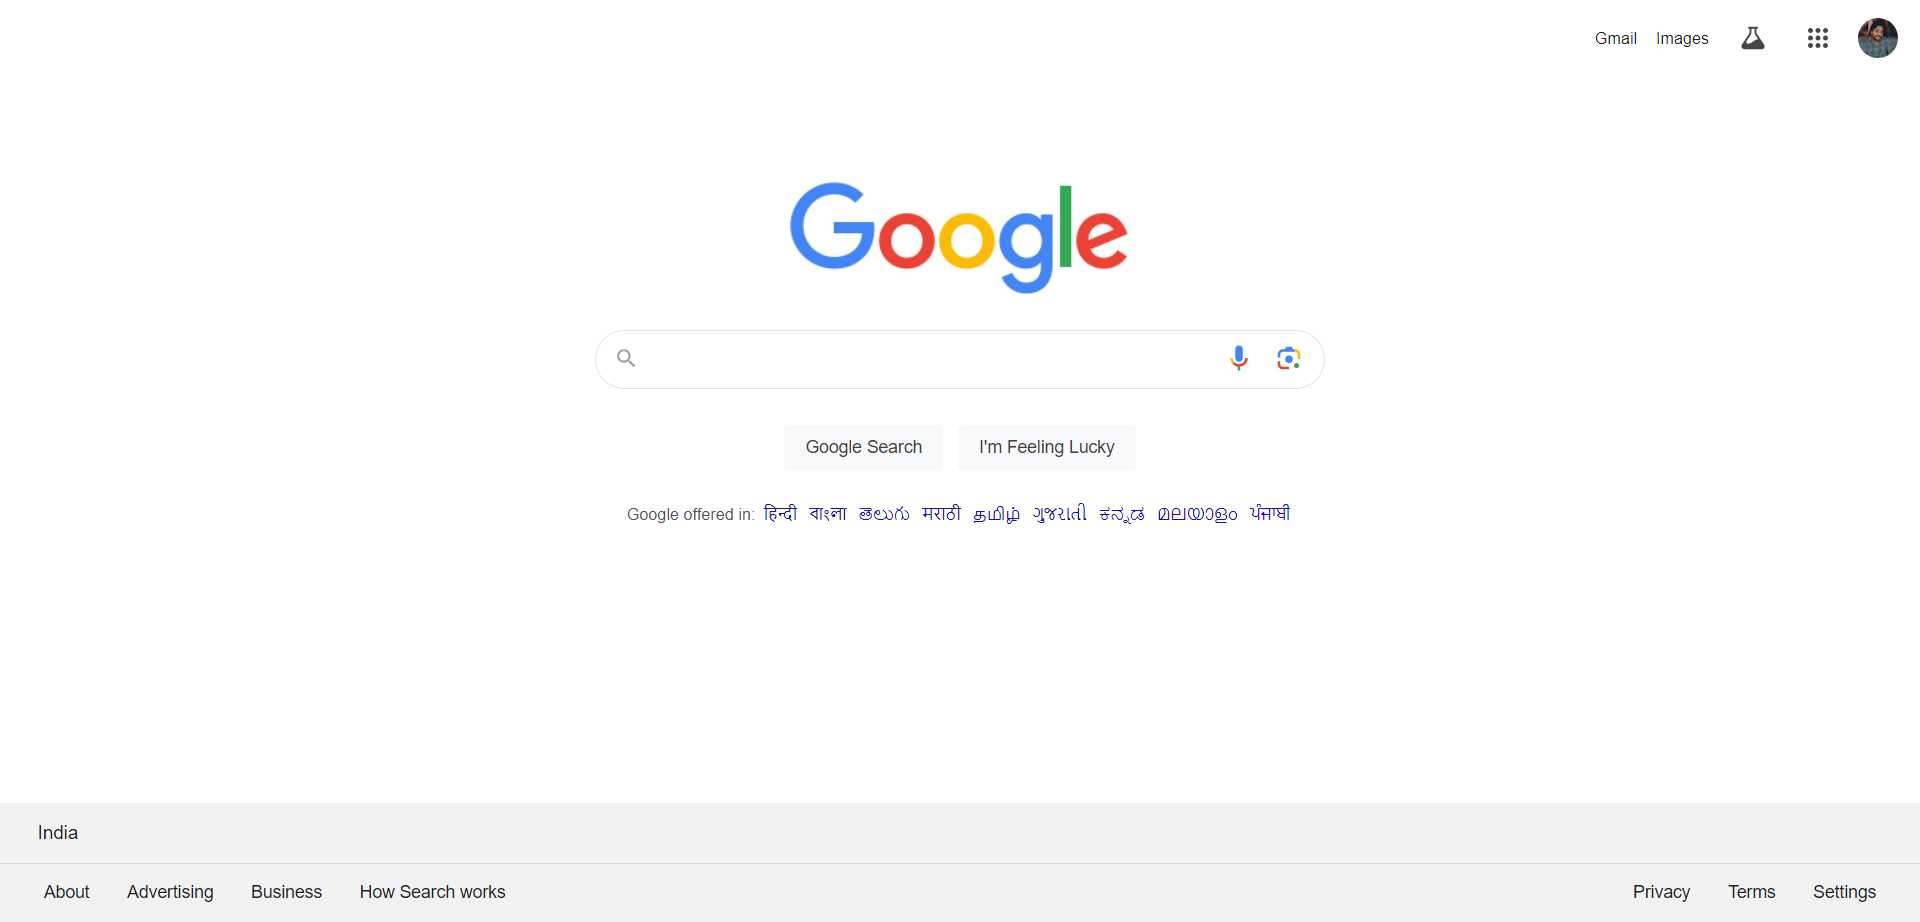 Gmail Images
Google
Google Search I'm Feeling Lucky
Google offered in: हिन्दी বাংলা తెలుగు मराठी தமிழ் ગુજરાતી ಕನ್ನಡ മലയാളം ਪੰਜਾਬੀ
India
About Advertising Business How Search works Privacy Terms Settings